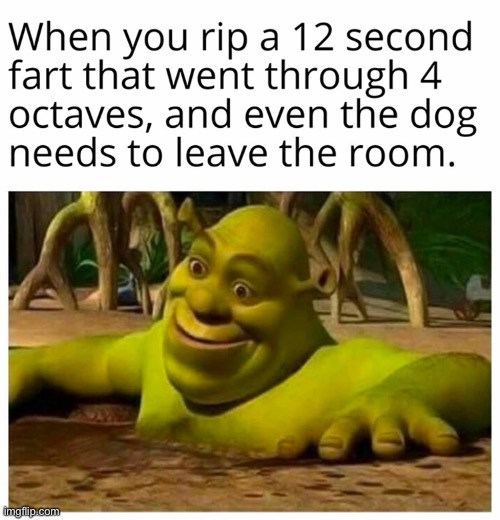 When you rip a 12 second
fart that went through 4
octaves, and even the dog
needs to leave the room.
imgflip.com